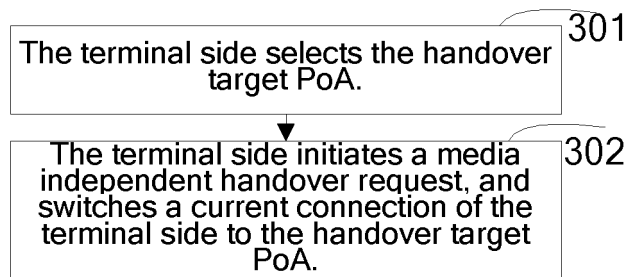 301
The terminal side selects the handover
target PoA.
302
The terminal side initiates a media
independent handover request, and
switches a current connection of the
terminal side to the handover target
PoA.